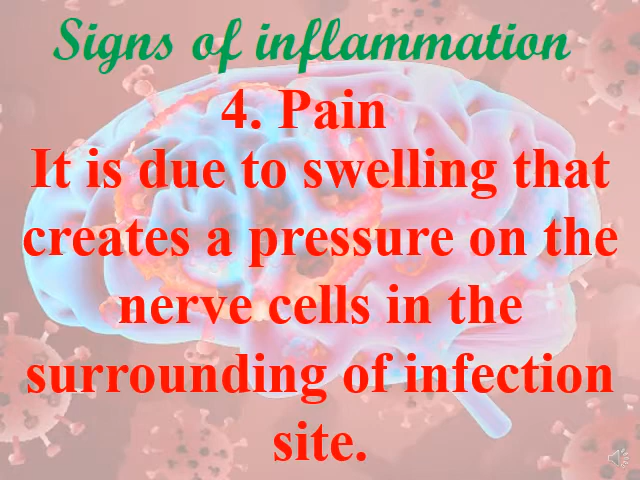 Signs of inflammation
4. Pain
It is due to swelling that
creates a pressure on the
nerve cells in the
surrounding of infection
site.